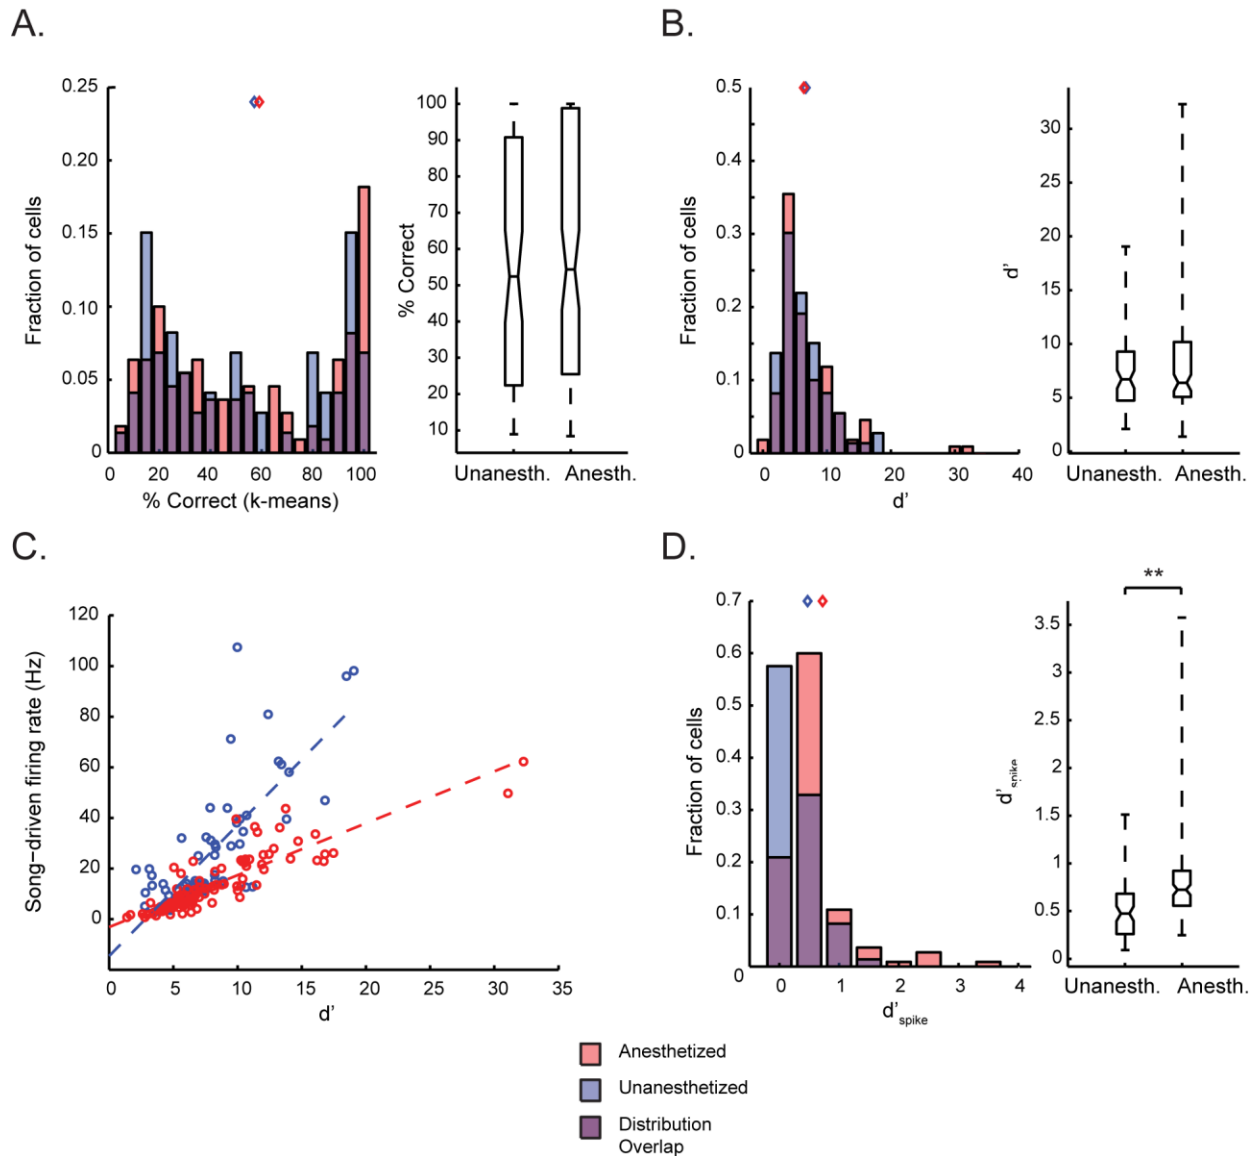 A.
B.
0.25
0.20
0.15
0.10
0.05
0
Fraction of cells
0 20 40 60 80 100
% Correct (k-means)
100
90
80
70
60
50
40
30
20
10
% Correct
Unanesth. Anesth.
0.5
0.4
0.3
0.2
0.1
0
Fraction of cells
0 10 20 30 40
d'
30
25
20
15
10
5
0
d'
Unanesth. Anesth.
C.
D.
120
100
80
60
40
20
0
Song–driven firing rate (Hz)
0 5 10 15 20 25 30 35
d'
0.7
0.6
0.5
0.4
0.3
0.2
0.1
0
Fraction of cells
0 1 2 3 4
d'spike
**
3.5
3
2.5
2
1.5
1
0.5
0
d'spike
Unanesth. Anesth.
Anesthetized
Unanesthetized
Distribution
Overlap